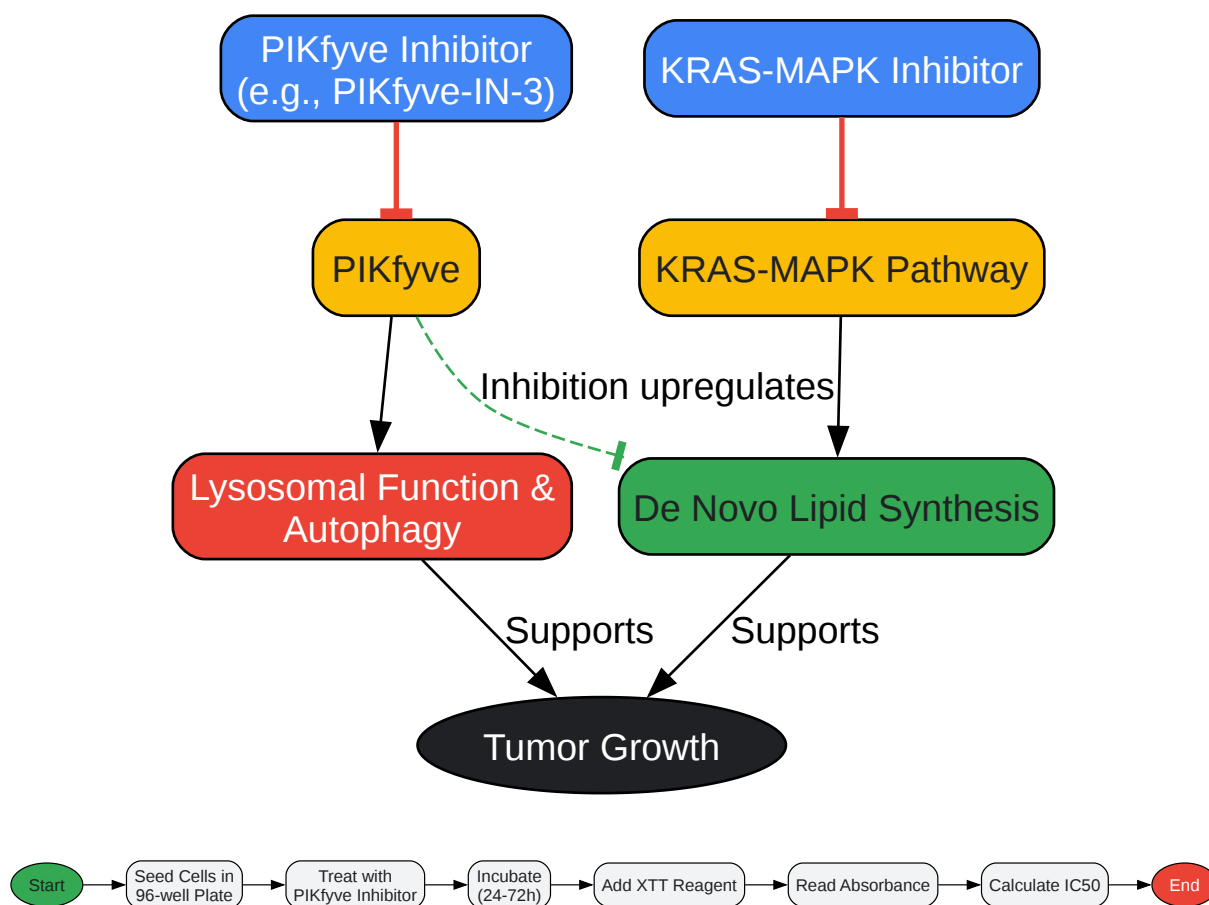 PIKfyve Inhibitor
(e.g., PIKfyve-IN-3)
KRAS-MAPK Inhibitor
PIKfyve
KRAS-MAPK Pathway
Inhibition upregulates
Lysosomal Function &
Autophagy
De Novo Lipid Synthesis
Supports
Supports
Tumor Growth
Start
Seed Cells in
96-well Plate
Treat with
PIKfyve Inhibitor
Incubate
(24-72h)
Add XTT Reagent
Read Absorbance
Calculate IC50
End